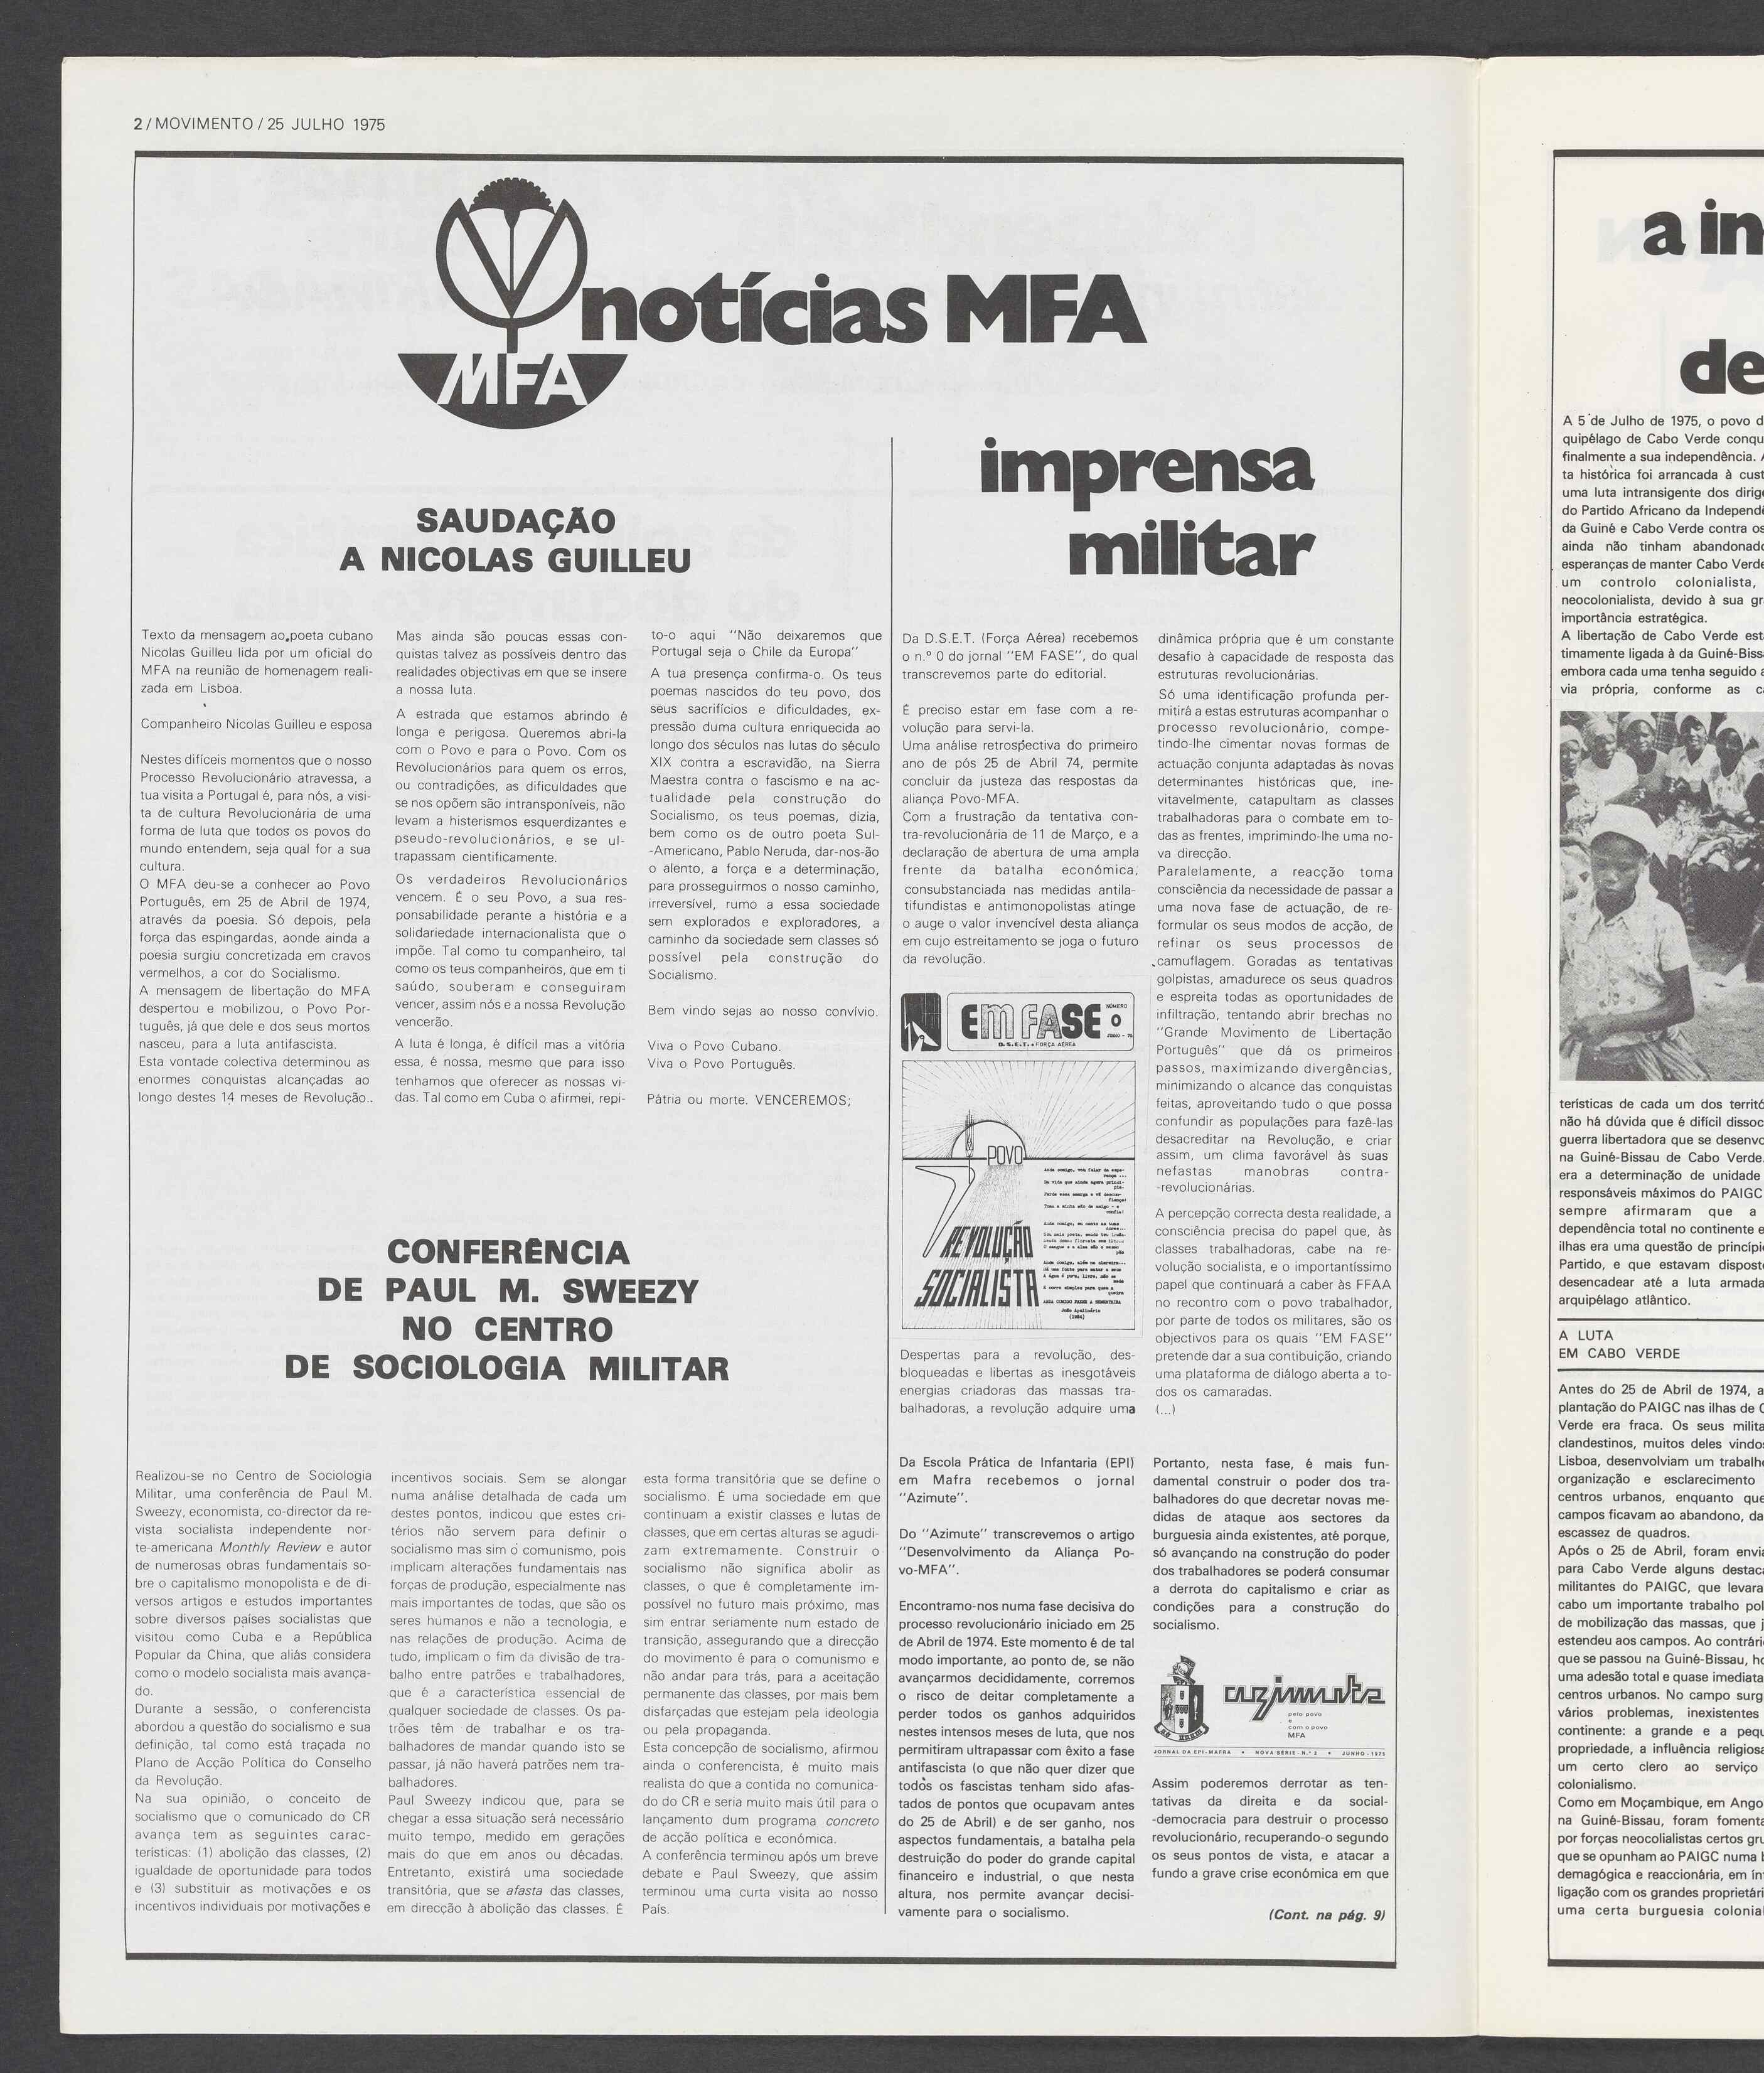 2 / MOVIMENTO / 25 JULHO 1975
MFA
notícias MFA
SAUDAÇÃO
A NICOLAS GUILLEU
Texto da mensagem ao poeta cubano
Nicolas Guilleu lida por um oficial do
MFA na reunião de homenagem reali-
zada em Lisboa.
Companheiro Nicolas Guilleu e esposa
Nestes difíceis momentos que o nosso
Processo Revolucionário atravessa, a
tua visita a Portugal é, para nós, a visi-
ta de cultura Revolucionária de uma
forma de luta que todos os povos do
mundo entendem, seja qual for a sua
cultura.
O MFA deu-se a conhecer ao Povo
Português, em 25 de Abril de 1974,
através da poesia. Só depois, pela
força das espingardas, aonde ainda a
poesia surgiu concretizada em cravos
vermelhos, a cor do Socialismo.
A mensagem de libertação do MFA
despertou e mobilizou, o Povo Por-
tuguês, já que dele e dos seus mortos
nasceu, para a luta antifascista.
Esta vontade colectiva determinou as
enormes conquistas alcançadas ao
longo destes 14 meses de Revolução..
Mas ainda são poucas essas con-
quistas talvez as possíveis dentro das
realidades objectivas em que se insere
a nossa luta.
A estrada que estamos abrindo é
longa e perigosa. Queremos abri-la
com o Povo e para o Povo. Com os
Revolucionários para quem os erros,
ou contradições, as dificuldades que
se nos opõem são intransponíveis, não
levam a histerismos esquerdizantes e
pseudo-revolucionários, e se ul-
trapassam cientificamente.
Os verdadeiros Revolucionários
vencem. É o seu Povo, a sua res-
ponsabilidade perante a história e a
solidariedade internacionalista que o
impõe. Tal como tu companheiro, tal
como os teus companheiros, que em ti
saúdo, souberam e conseguiram
vencer, assim nós e a nossa Revolução
vencerão.
A luta é longa, é difícil mas a vitória
essa, é nossa, mesmo que para isso
tenhamos que oferecer as nossas vi-
das. Tal como em Cuba o afirmei, repi-
to-o aqui "Não deixaremos que
Portugal seja o Chile da Europa"
A tua presença confirma-o. Os teus
poemas nascidos do teu povo, dos
seus sacrifícios e dificuldades, ex-
pressão duma cultura enriquecida ao
longo dos séculos nas lutas do século
XIX contra a escravidão, na Sierra
Maestra contra o fascismo e na ac-
tualidade pela construção do
Socialismo, os teus poemas, dizia,
bem como os de outro poeta Sul-
-Americano, Pablo Neruda, dar-nos-ão
o alento, a força e a determinação,
para prosseguirmos o nosso caminho,
irreversível, rumo a essa sociedade
sem explorados e exploradores, a
caminho da sociedade sem classes só
possível pela construção do
Socialismo.
Bem vindo sejas ao nosso convívio.
Viva o Povo Cubano.
Viva o Povo Português.
Pátria ou morte. VENCEREMOS;
CONFERÊNCIA
DE PAUL M. SWEEZY
NO CENTRO
DE SOCIOLOGIA MILITAR
Realizou-se no Centro de Sociologia
Militar, uma conferência de Paul M.
Sweezy, economista, co-director da re-
vista socialista independente nor-
te-americana Monthly Review e autor
de numerosas obras fundamentais so-
bre o capitalismo monopolista e de di-
versos artigos e estudos importantes
sobre diversos países socialistas que
visitou como Cuba e a República
Popular da China, que aliás considera
como o modelo socialista mais avança-
do.
Durante a sessão, o conferencista
abordou a questão do socialismo e sua
definição, tal como está traçada no
Plano de Acção Política do Conselho
da Revolução.
Na sua opinião, o conceito de
socialismo que o comunicado do CR
avança tem as seguintes carac-
terísticas: (1) abolição das classes, (2)
igualdade de oportunidade para todos
e (3) substituir as motivações e os
incentivos individuais por motivações e
incentivos sociais. Sem se alongar
numa análise detalhada de cada um
destes pontos, indicou que estes cri-
térios não servem para definir o
socialismo mas sim o comunismo, pois
implicam alterações fundamentais nas
forças de produção, especialmente nas
mais importantes de todas, que são os
seres humanos e não a tecnologia, e
nas relações de produção. Acima de
tudo, implicam o fim da divisão de tra-
balho entre patrões e trabalhadores,
que é a característica essencial de
qualquer sociedade de classes. Os pa-
trões têm de trabalhar e os tra-
balhadores de mandar quando isto se
passar, já não haverá patrões nem tra-
balhadores.
Paul Sweezy indicou que, para se
chegar a essa situação será necessário
muito tempo, medido em gerações
mais do que em anos ou décadas.
Entretanto, existirá uma sociedade
transitória, que se afasta das classes,
em direcção à abolição das classes. É
esta forma transitória que se define o
socialismo. É uma sociedade em que
continuam a existir classes e lutas de
classes, que em certas alturas se agudi-
zam extremamente. Construir o
socialismo não significa abolir as
classes, o que é completamente im-
possível no futuro mais próximo, mas
sim entrar seriamente num estado de
transição, assegurando que a direcção
do movimento é para o comunismo e
não andar para trás, para a aceitação
permanente das classes, por mais bem
disfarçadas que estejam pela ideologia
ou pela propaganda.
Esta concepção de socialismo, afirmou
ainda o conferencista, é muito mais
realista do que a contida no comunica-
do do CR e seria muito mais útil para o
lançamento dum programa concreto
de acção política e económica.
A conferência terminou após um breve
debate e Paul Sweezy, que assim
terminou uma curta visita ao nosso
País.
imprensa
militar
Da D.S.E.T. (Força Aérea) recebemos
o n.º 0 do jornal "EM FASE", do qual
transcrevemos parte do editorial.
É preciso estar em fase com a re-
volução para servi-la.
Uma análise retrospectiva do primeiro
ano de pós 25 de Abril 74, permite
concluir da justeza das respostas da
aliança Povo-MFA.
Com a frustração da tentativa con-
tra-revolucionária de 11 de Março, e a
declaração de abertura de uma ampla
frente da batalha económica,
consubstanciada nas medidas antila-
tifundistas e antimonopolistas atinge
o auge o valor invencível desta aliança
em cujo estreitamento se joga o futuro
da revolução.
EM FASE
NÚMERO
0
JUNHO - 75
D.S.E.T. • FORÇA AÉREA
POVO
REVOLUÇÃO
SOCIALISTA
Anda comigo, vou falar da espe-
rança ...
Da vida que ainda agora princi-
pia:
Perde essa amarga e vã descon-
fiança:
Toma a minha mão de amigo - e
confia!
João Apolinário
(1964)
Despertas para a revolução, des-
bloqueadas e libertas as inesgotáveis
energias criadoras das massas tra-
balhadoras, a revolução adquire uma
dinâmica própria que é um constante
desafio à capacidade de resposta das
estruturas revolucionárias.
Só uma identificação profunda per-
mitirá a estas estruturas acompanhar o
processo revolucionário, compe-
tindo-lhe cimentar novas formas de
actuação conjunta adaptadas às novas
determinantes históricas que, ine-
vitavelmente, catapultam as classes
trabalhadoras para o combate em to-
das as frentes, imprimindo-lhe uma no-
va direcção.
Paralelamente, a reacção toma
consciência da necessidade de passar a
uma nova fase de actuação, de re-
formular os seus modos de acção, de
refinar os seus processos de
camuflagem. Goradas as tentativas
golpistas, amadurece os seus quadros
e espreita todas as oportunidades de
infiltração, tentando abrir brechas no
"Grande Movimento de Libertação
Português" que dá os primeiros
passos, maximizando divergências,
minimizando o alcance das conquistas
feitas, aproveitando tudo o que possa
confundir as populações para fazê-las
desacreditar na Revolução, e criar
assim, um clima favorável às suas
nefastas manobras contra-
-revolucionárias.
A percepção correcta desta realidade, a
consciência precisa do papel que, às
classes trabalhadoras, cabe na re-
volução socialista, e o importantíssimo
papel que continuará a caber às FFAA
no recontro com o povo trabalhador,
por parte de todos os militares, são os
objectivos para os quais "EM FASE"
pretende dar a sua contibuição, criando
uma plataforma de diálogo aberta a to-
dos os camaradas.
(...)
Da Escola Prática de Infantaria (EPI)
em Mafra recebemos o jornal
"Azimute".
Do "Azimute" transcrevemos o artigo
"Desenvolvimento da Aliança Po-
vo-MFA".
Encontramo-nos numa fase decisiva do
processo revolucionário iniciado em 25
de Abril de 1974. Este momento é de tal
modo importante, ao ponto de, se não
avançarmos decididamente, corremos
o risco de deitar completamente a
perder todos os ganhos adquiridos
nestes intensos meses de luta, que nos
permitiram ultrapassar com êxito a fase
antifascista (o que não quer dizer que
todos os fascistas tenham sido afas-
tados de pontos que ocupavam antes
do 25 de Abril) e de ser ganho, nos
aspectos fundamentais, a batalha pela
destruição do poder do grande capital
financeiro e industrial, o que nesta
altura, nos permite avançar decisi-
vamente para o socialismo.
Portanto, nesta fase, é mais fun-
damental construir o poder dos tra-
balhadores do que decretar novas me-
didas de ataque aos sectores da
burguesia ainda existentes, até porque,
só avançando na construção do poder
dos trabalhadores se poderá consumar
a derrota do capitalismo e criar as
condições para a construção do
socialismo.
azimute
pelo povo
e
com o povo
MFA
JORNAL DA EPI-MAFRA • NOVA SÉRIE - N.º 2 • JUNHO - 1975
Assim poderemos derrotar as ten-
tativas da direita e da social-
-democracia para destruir o processo
revolucionário, recuperando-o segundo
os seus pontos de vista, e atacar a
fundo a grave crise económica em que
(Cont. na pág. 9)
a in
de
A 5 de Julho de 1975, o povo d
quipélago de Cabo Verde conqu
finalmente a sua independência. A
ta histórica foi arrancada à cust
uma luta intransigente dos dirig
do Partido Africano da Independê
da Guiné e Cabo Verde contra os
ainda não tinham abandonado
esperanças de manter Cabo Verde
um controlo colonialista,
neocolonialista, devido à sua gr
importância estratégica.
A libertação de Cabo Verde est
timamente ligada à da Guiné-Biss
embora cada uma tenha seguido a
via própria, conforme as ca
terísticas de cada um dos territó
não há dúvida que é difícil dissoc
guerra libertadora que se desenvo
na Guiné-Bissau de Cabo Verde.
era a determinação de unidade
responsáveis máximos do PAIGC
sempre afirmaram que a
dependência total no continente e
ilhas era uma questão de princípi
Partido, e que estavam dispost
desencadear até a luta armada
arquipélago atlântico.
A LUTA
EM CABO VERDE
Antes do 25 de Abril de 1974, a
plantação do PAIGC nas ilhas de C
Verde era fraca. Os seus milita
clandestinos, muitos deles vindos
Lisboa, desenvolviam um trabalho
organização e esclarecimento
centros urbanos, enquanto que
campos ficavam ao abandono, da
escassez de quadros.
Após o 25 de Abril, foram envia
para Cabo Verde alguns destaca
militantes do PAIGC, que levara
cabo um importante trabalho pol
de mobilização das massas, que j
estendeu aos campos. Ao contrári
que se passou na Guiné-Bissau, ho
uma adesão total e quase imediata
centros urbanos. No campo surg
vários problemas, inexistentes
continente: a grande e a pequ
propriedade, a influência religiosa
um certo clero ao serviço
colonialismo.
Como em Moçambique, em Ango
na Guiné-Bissau, foram fomenta
por forças neocolialistas certos gru
que se opunham ao PAIGC numa b
demagógica e reaccionária, em ín
ligação com os grandes proprietári
uma certa burguesia colonial